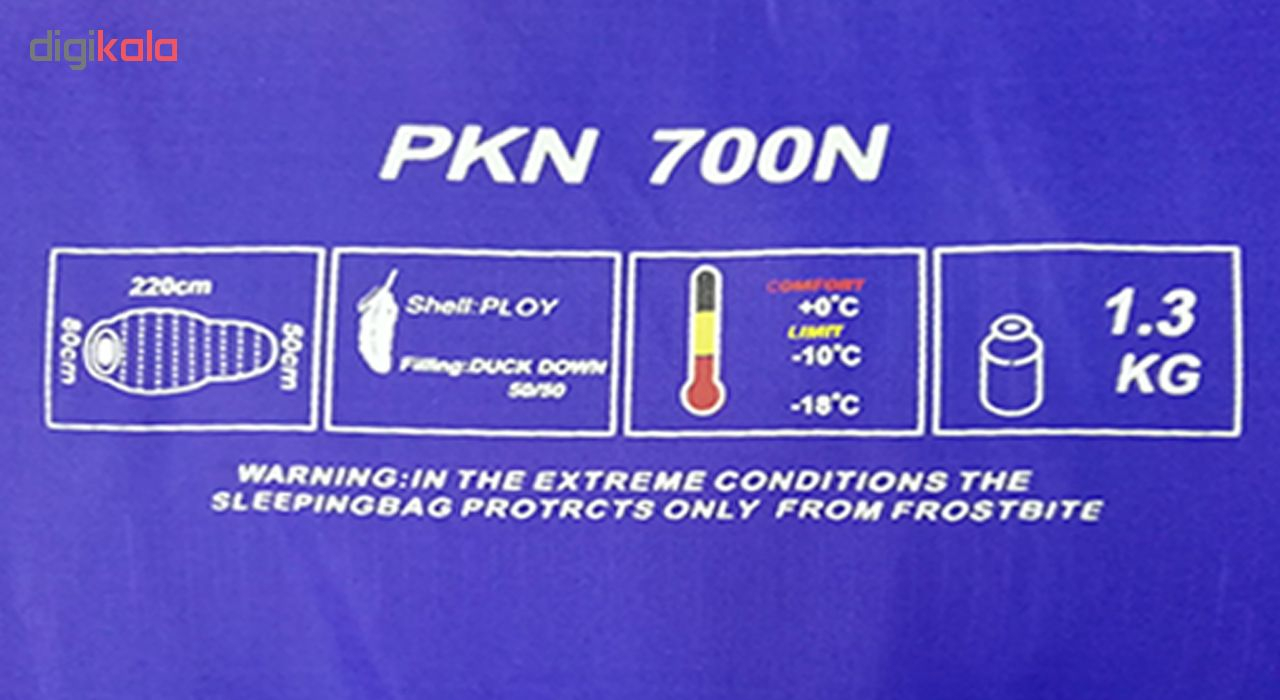 digikala
PKN 700N
220cm
80cm
50cm
Shell:PLOY
Filling:DUCK DOWN
50/50
COMFORT
+0°C
LIMIT
-10°C
-18°C
1.3
KG
WARNING:IN THE EXTREME CONDITIONS THE
SLEEPINGBAG PROTRCTS ONLY FROM FROSTBITE